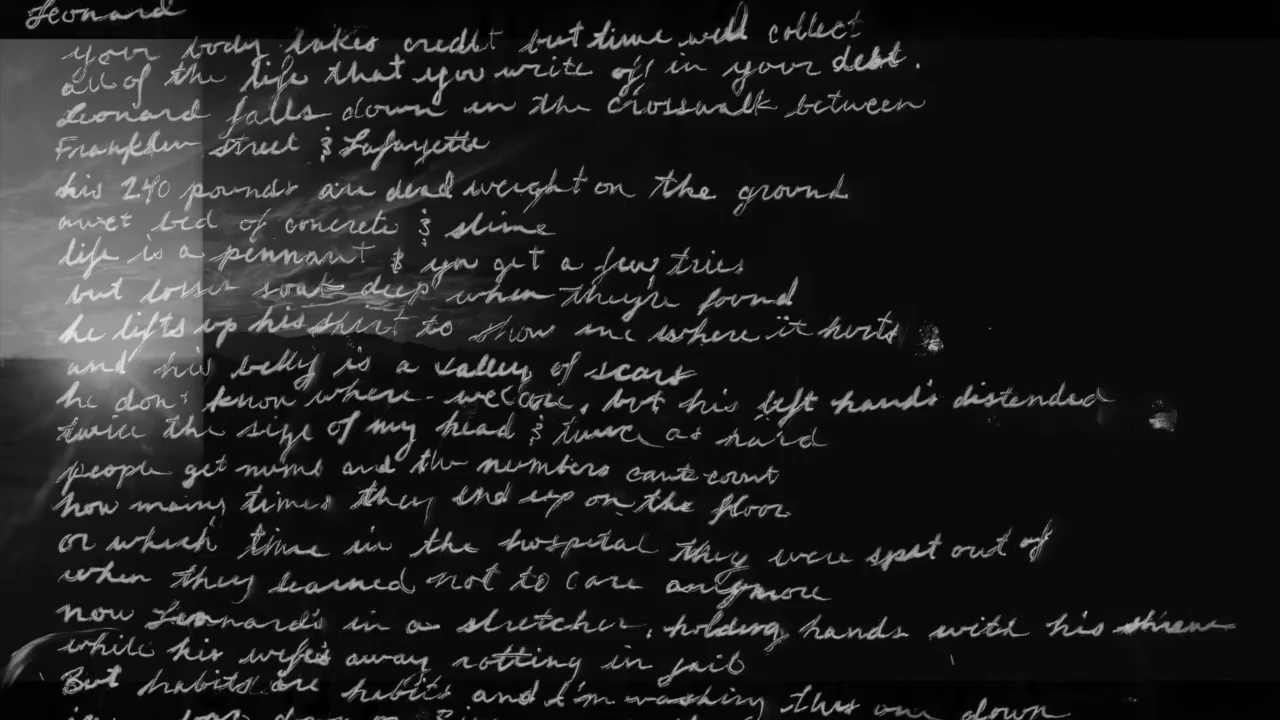 Leonard
your body takes credit but time will collect
all of the life that you write off in your debt.
Leonard falls down in the crosswalk between
Franklin street & Lafayette
his 240 pounds are dead weight on the ground
a wet bed of concrete & slime
life is a pennant & you get a few tries
but losses soak deep when they're found
he lifts up his shirt to show me where it hurts
and his belly is a valley of scars
he don't know where we are, but his left hand's distended
twice the size of my head & twice as hard
people get numb and the numbers can't count
how many times they end up on the floor
or which time in the hospital they were spat out of
when they learned not to care anymore
now Leonard's in a stretcher, holding hands with his
while his wife's away rotting in jail
But habits are habits and I'm washing this one down